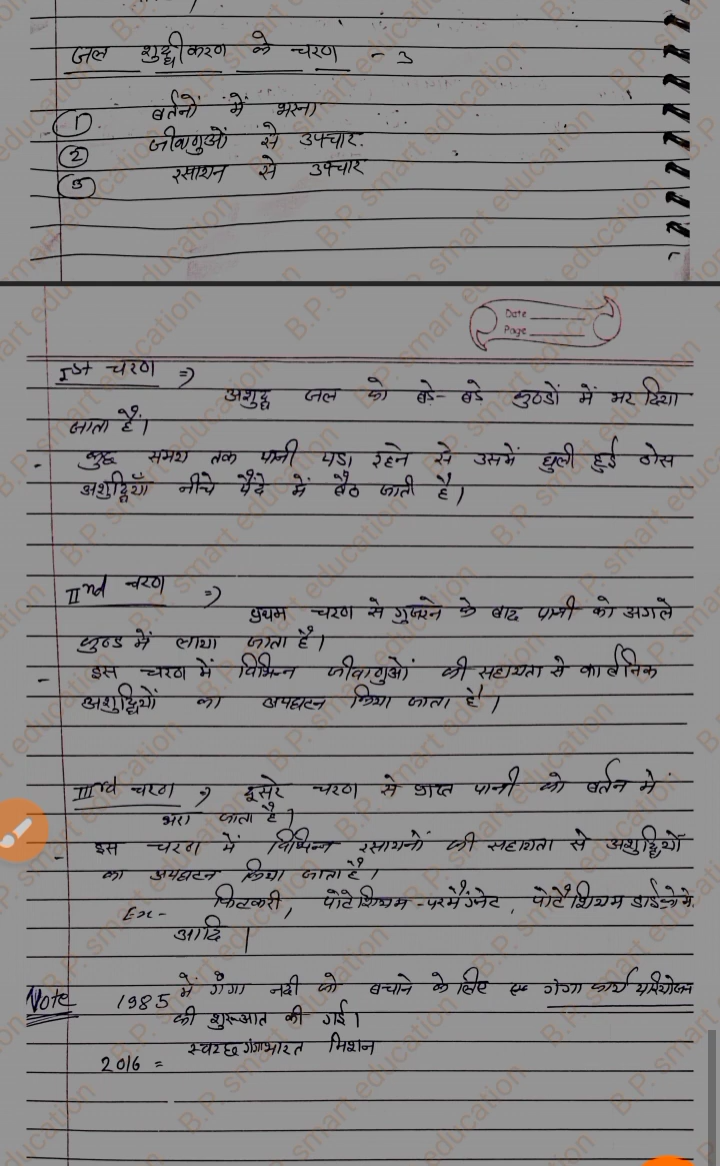 जल शुद्धीकरण के चरण - 3
① बर्तनों में भरना
② जीवाणुओं से उपचार.
③ रसायन से उपचार
Date
Page
Ist चरण ⇒
अशुद्ध जल को बडे-बडे कुण्डों में भर दिया
जाता है।
- कुछ समय तक पानी पड़ा रहने से उसमें घुली हुई ठोस
अशुद्धियाँ नीचे पैंदे में बैठ जाती है।
IInd चरण ⇒
प्रथम चरण से गुजरने के बाद पानी को अगले
कुण्ड में लाया जाता है।
- इस चरण में विभिन्न जीवाणुओं की सहायता से कार्बनिक
अशुद्धियों का अपघटन किया जाता है।
IIIrd चरण ⇒ दूसरे चरण से प्राप्त पानी को बर्तन में
भरा जाता है।
- इस चरण में विभिन्न रसायनों की सहायता से अशुद्धियों
का अपघटन किया जाता है।
Ex- फिटकरी, पोटेशियम-परमैंगनेट, पोटैशियम डाईक्रोमे
आदि।
Note 1985 में गंगा नदी को बचाने के लिए एक गंगा कार्य परियोजन
की शुरूआत की गई।
2016 = स्वच्छ गंगा भारत मिशन
B.P. smart education